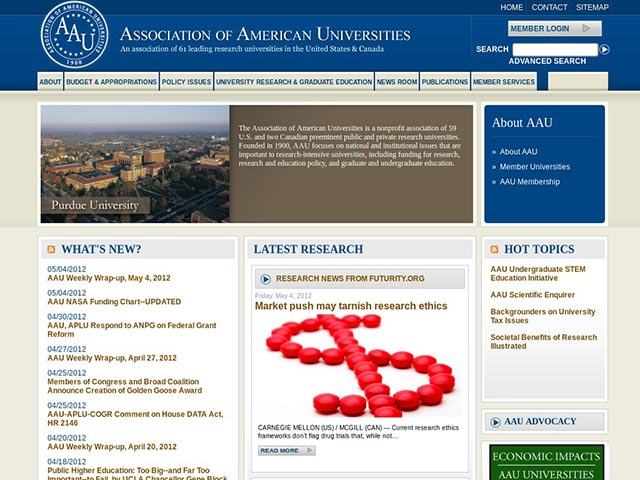 HOME CONTACT SITEMAP
ASSOCIATION OF AMERICAN UNIVERSITIES
AAU
1900
Association of American Universities
An association of 61 leading research universities in the United States & Canada
MEMBER LOGIN
SEARCH
ADVANCED SEARCH
ABOUT BUDGET & APPROPRIATIONS POLICY ISSUES UNIVERSITY RESEARCH & GRADUATE EDUCATION NEWS ROOM PUBLICATIONS MEMBER SERVICES
Purdue University
The Association of American Universities is a nonprofit association of 59
U.S. and two Canadian preeminent public and private research universities.
Founded in 1900, AAU focuses on national and institutional issues that are
important to research-intensive universities, including funding for research,
research and education policy, and graduate and undergraduate education.
About AAU
» About AAU
» Member Universities
» AAU Membership
WHAT'S NEW?
05/04/2012
AAU Weekly Wrap-up, May 4, 2012
05/04/2012
AAU NASA Funding Chart--UPDATED
04/30/2012
AAU, APLU Respond to ANPG on Federal Grant
Reform
04/27/2012
AAU Weekly Wrap-up, April 27, 2012
04/25/2012
Members of Congress and Broad Coalition
Announce Creation of Golden Goose Award
04/25/2012
AAU-APLU-COGR Comment on House DATA Act,
HR 2146
04/20/2012
AAU Weekly Wrap-up, April 20, 2012
04/18/2012
Public Higher Education: Too Big--and Far Too
Important--to Fail, by UCLA Chancellor Gene Block
LATEST RESEARCH
RESEARCH NEWS FROM FUTURITY.ORG
Friday, May 4, 2012
Market push may tarnish research ethics
CARNEGIE MELLON (US) / MCGILL (CAN) — Current research ethics
frameworks don't flag drug trials that, while not...
READ MORE
HOT TOPICS
AAU Undergraduate STEM
Education Initiative
AAU Scientific Enquirer
Backgrounders on University
Tax Issues
Societal Benefits of Research
Illustrated
AAU ADVOCACY
ECONOMIC IMPACTS
AAU UNIVERSITIES